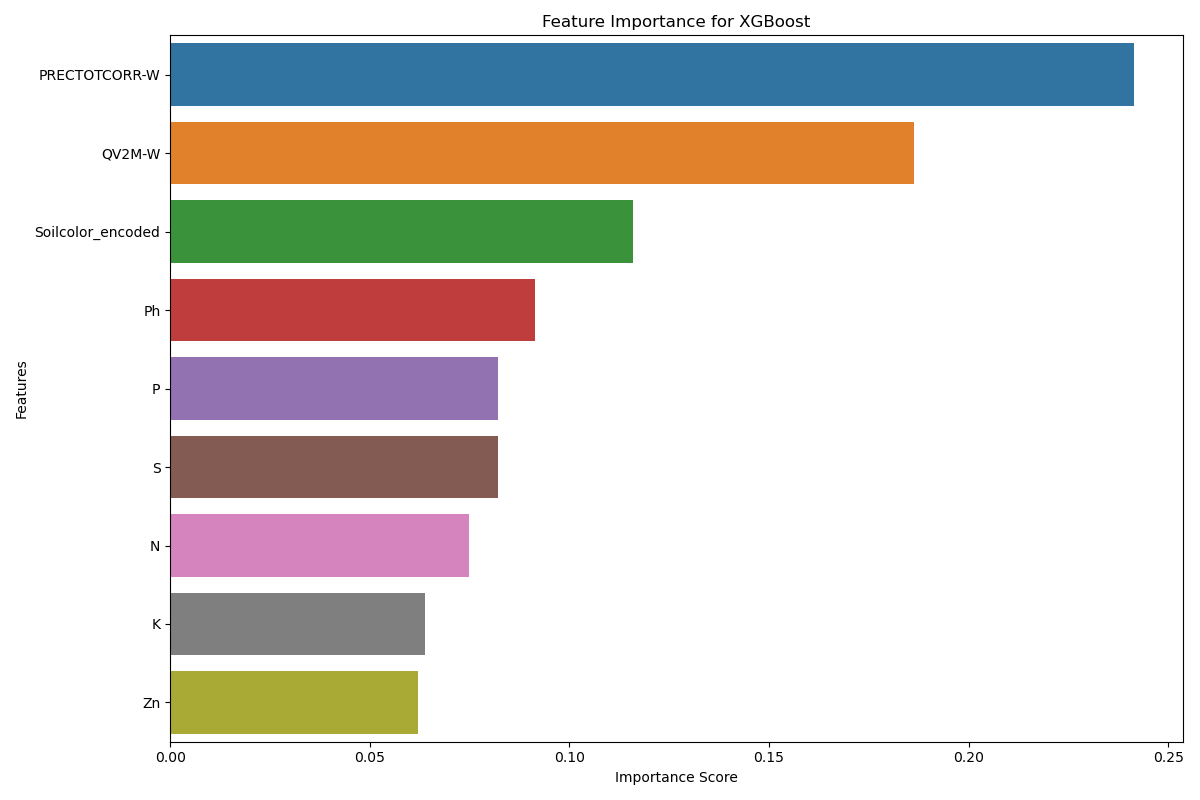 Feature Importance for XGBoost
PRECTOTCORR-W
QV2M-W
Soilcolor_encoded
Ph
P
S
N
K
Zn
Features
0.00 0.05 0.10 0.15 0.20 0.25
Importance Score